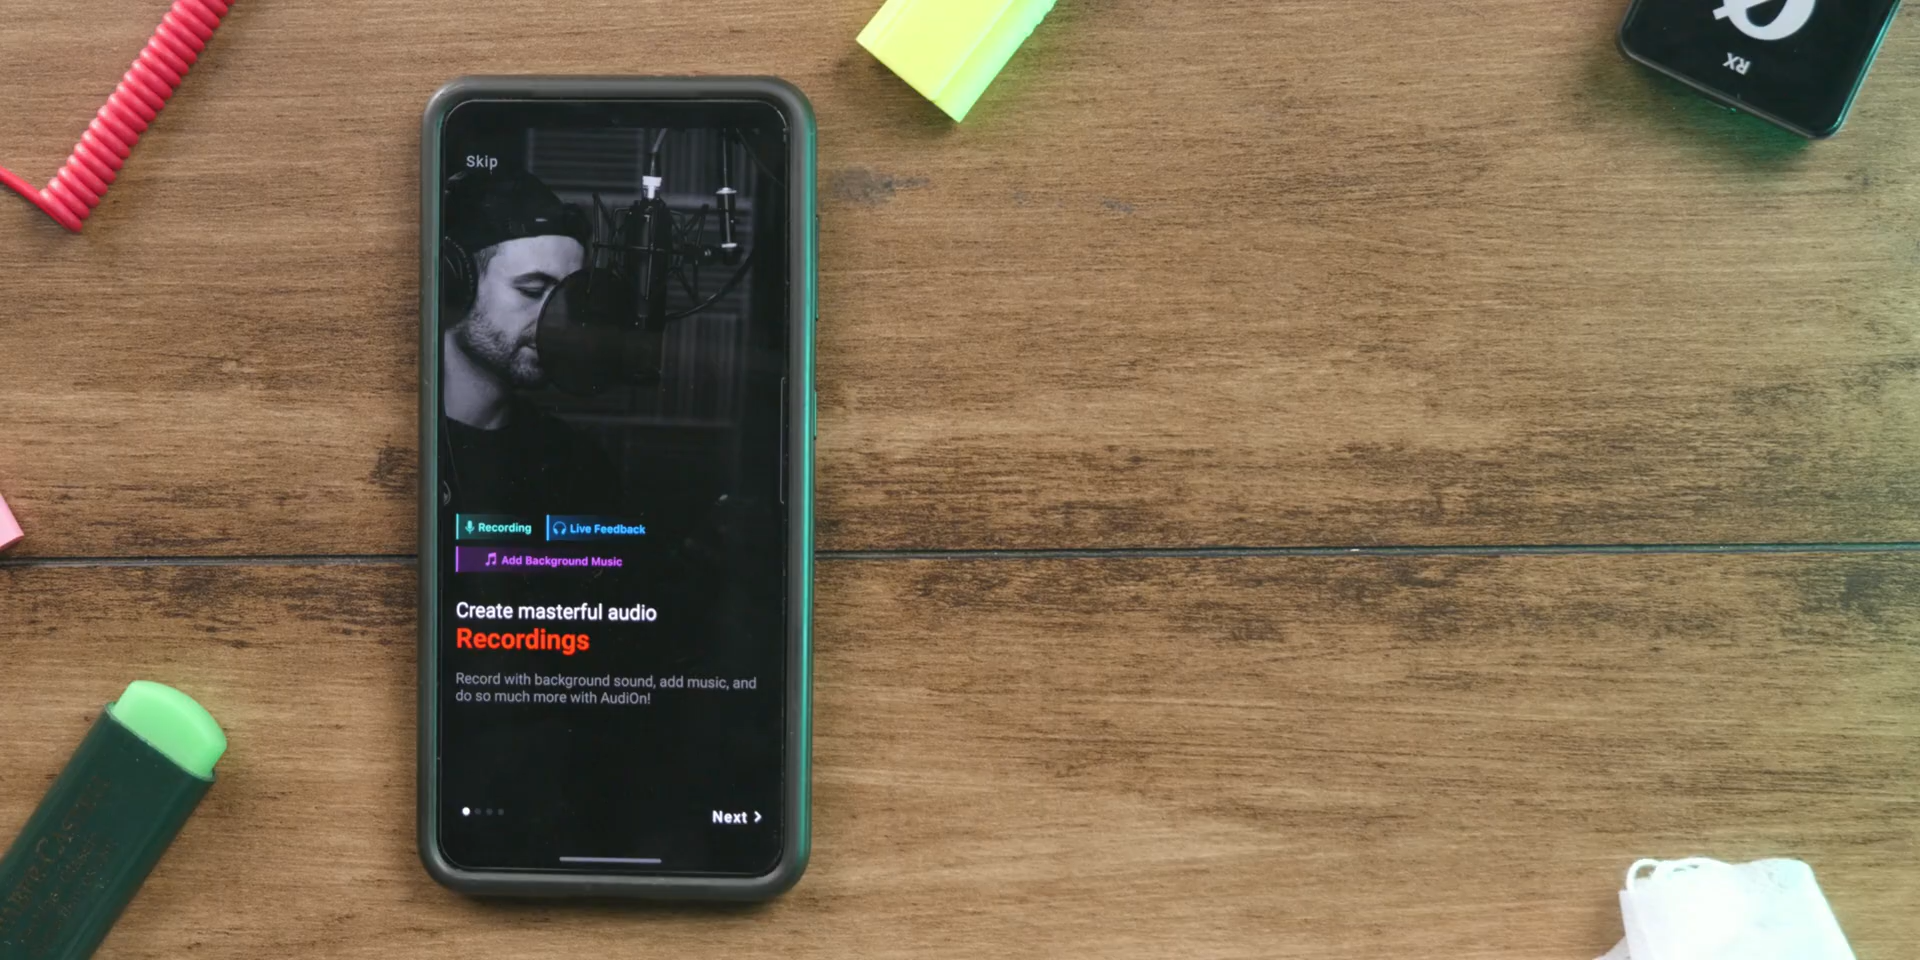 RX
Skip
Recording
Live Feedback
Add Background Music
Create masterful audio
Recordings
Record with background sound, add music, and
do so much more with AudiOn!
Next